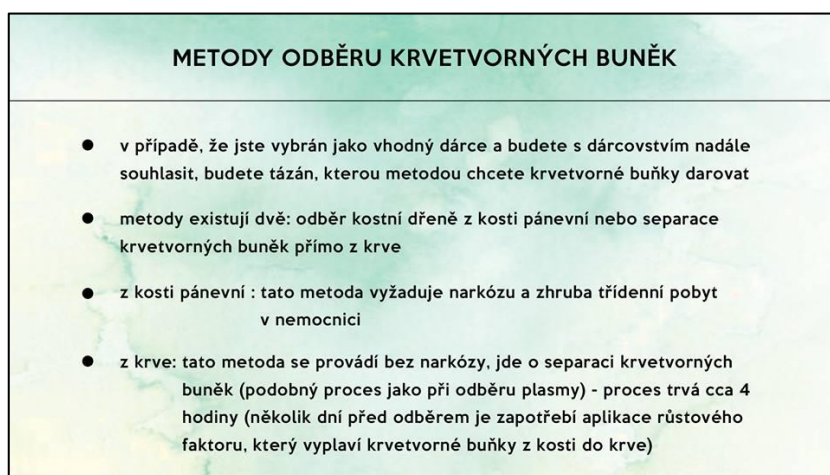 METODY ODBĚRU KRVETVORNÝCH BUNĚK
● v případě, že jste vybrán jako vhodný dárce a budete s dárcovstvím nadále
souhlasit, budete tázán, kterou metodou chcete krvetvorné buňky darovat
● metody existují dvě: odběr kostní dřeně z kosti pánevní nebo separace
krvetvorných buněk přímo z krve
● z kosti pánevní : tato metoda vyžaduje narkózu a zhruba třídenní pobyt
v nemocnici
● z krve: tato metoda se provádí bez narkózy, jde o separaci krvetvorných
buněk (podobný proces jako při odběru plasmy) - proces trvá cca 4
hodiny (několik dní před odběrem je zapotřebí aplikace růstového
faktoru, který vyplaví krvetvorné buňky z kosti do krve)